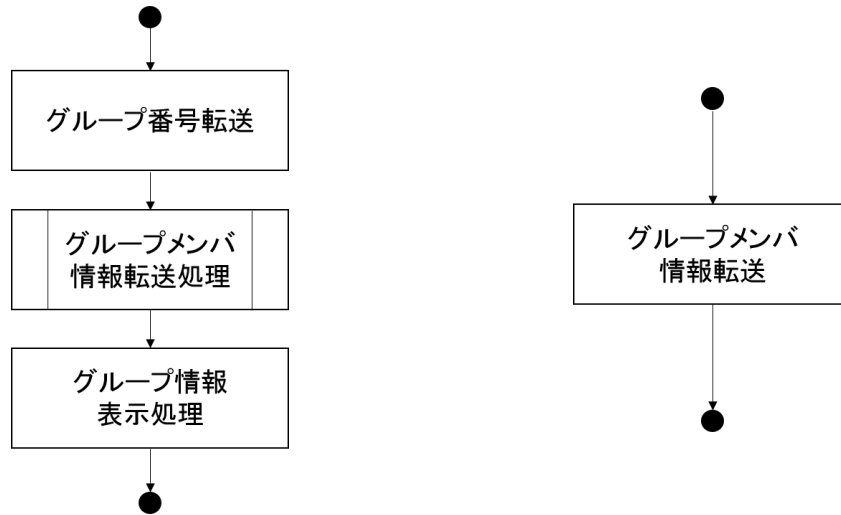 グループ番号転送
グループメンバ
情報転送処理
グループ情報
表示処理
グループメンバ
情報転送